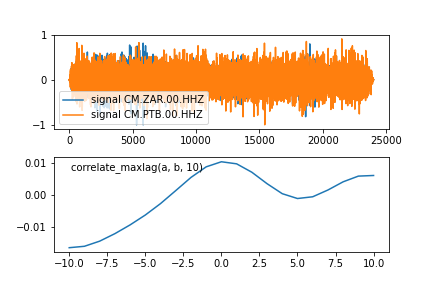 1
0
−1
signal CM.ZAR.00.HHZ
signal CM.PTB.00.HHZ
0 5000 10000 15000 20000 25000
0.01
0.00
−0.01
correlate_maxlag(a, b, 10)
−10.0 −7.5 −5.0 −2.5 0.0 2.5 5.0 7.5 10.0